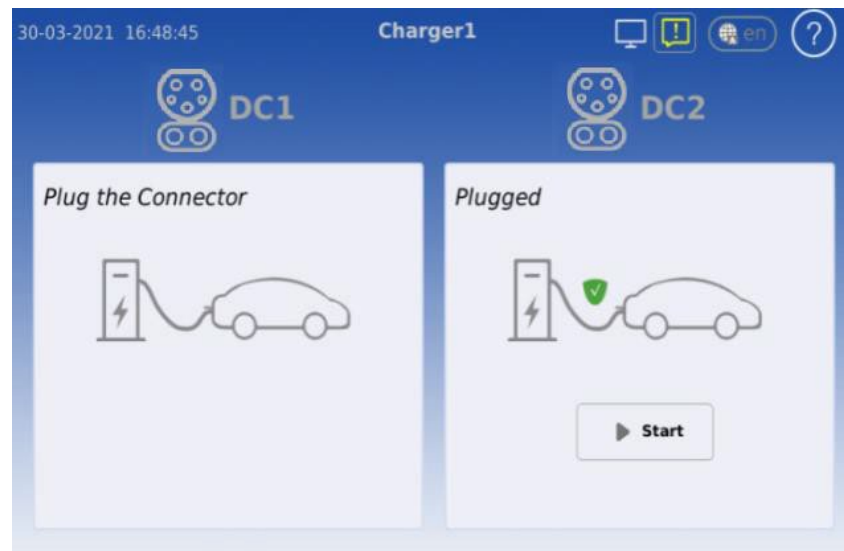 30-03-2021 16:48:45 Charger1 en ?
DC1 DC2
Plug the Connector
Plugged
Start